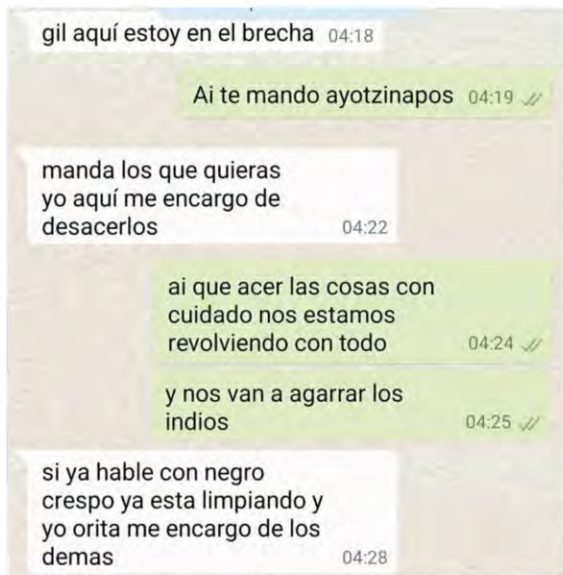 gil aquí estoy en el brecha 04:18
Ai te mando ayotzinapos 04:19
manda los que quieras
yo aquí me encargo de
desacerlos 04:22
ai que acer las cosas con
cuidado nos estamos
revolviendo con todo 04:24
y nos van a agarrar los
indios 04:25
si ya hable con negro
crespo ya esta limpiando y
yo orita me encargo de los
demas 04:28